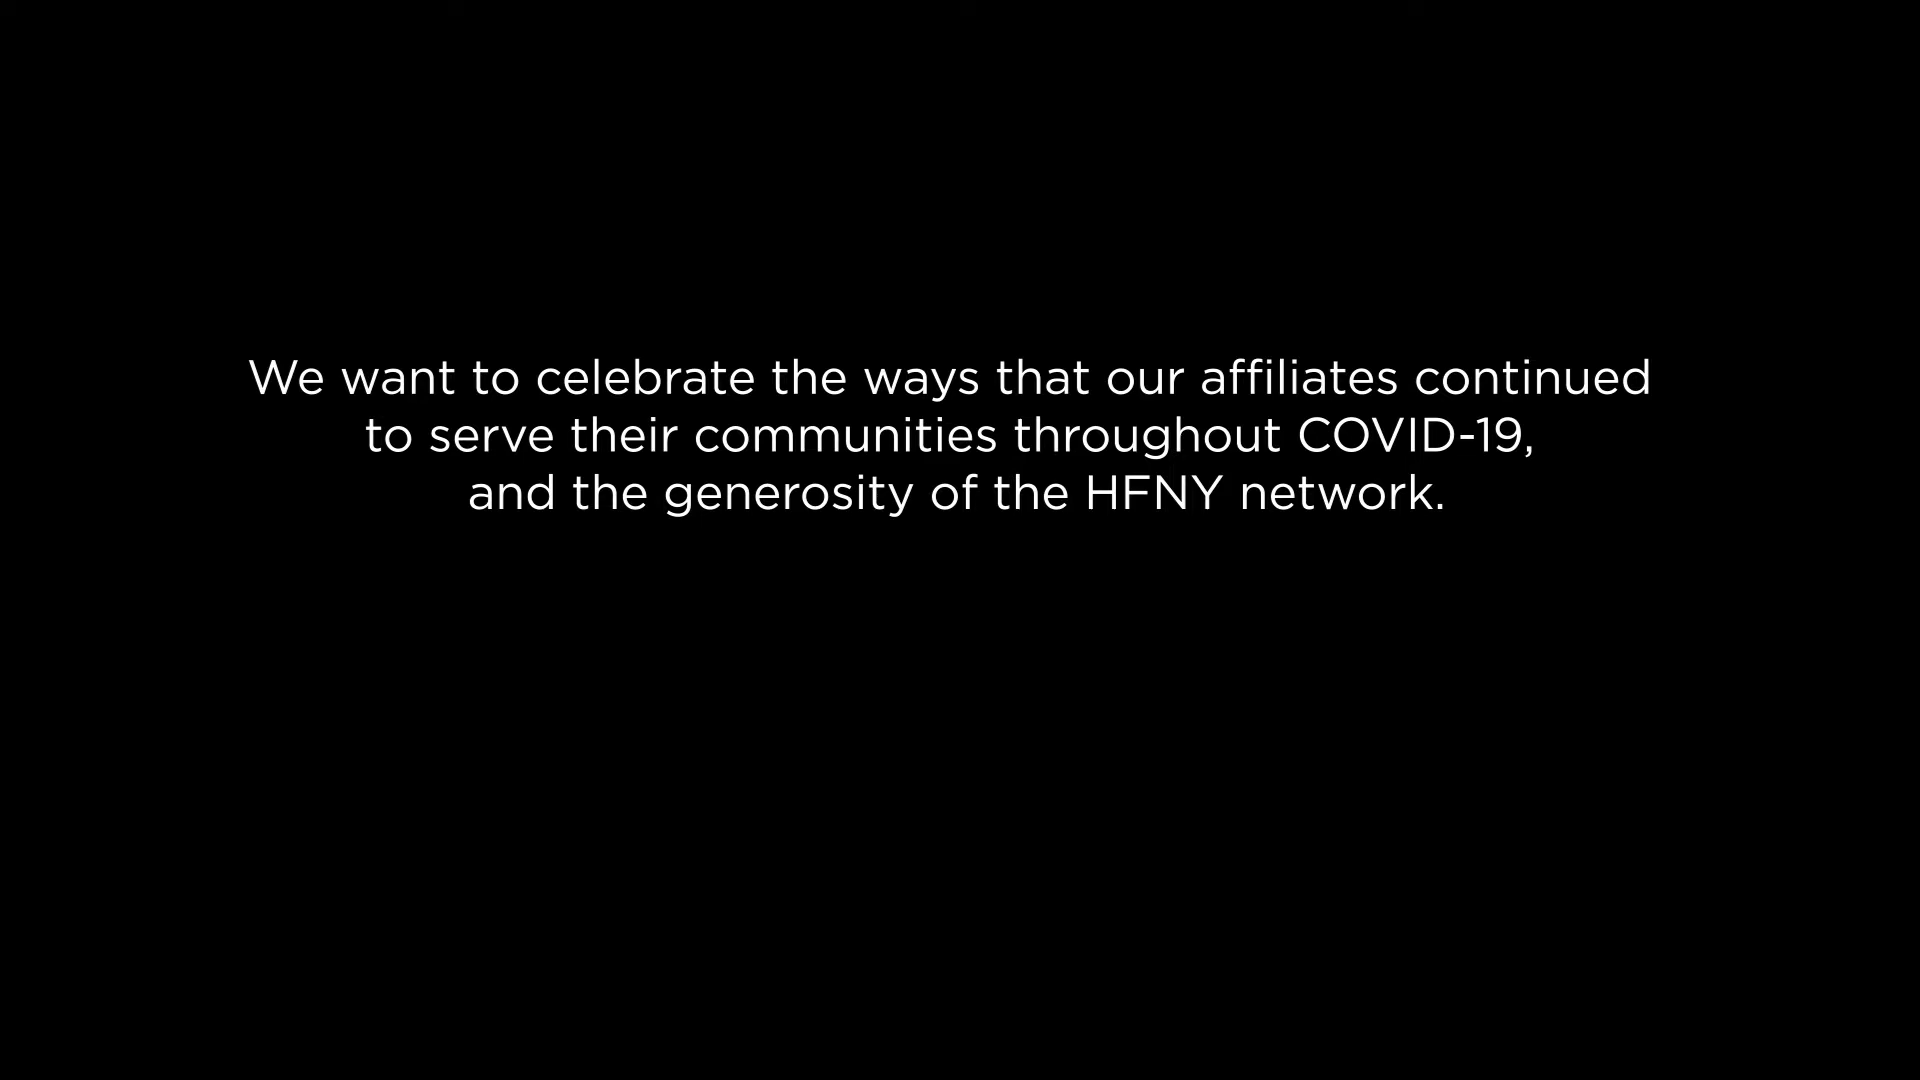 We want to celebrate the ways that our affiliates continued
to serve their communities throughout COVID-19,
and the generosity of the HFNY network.